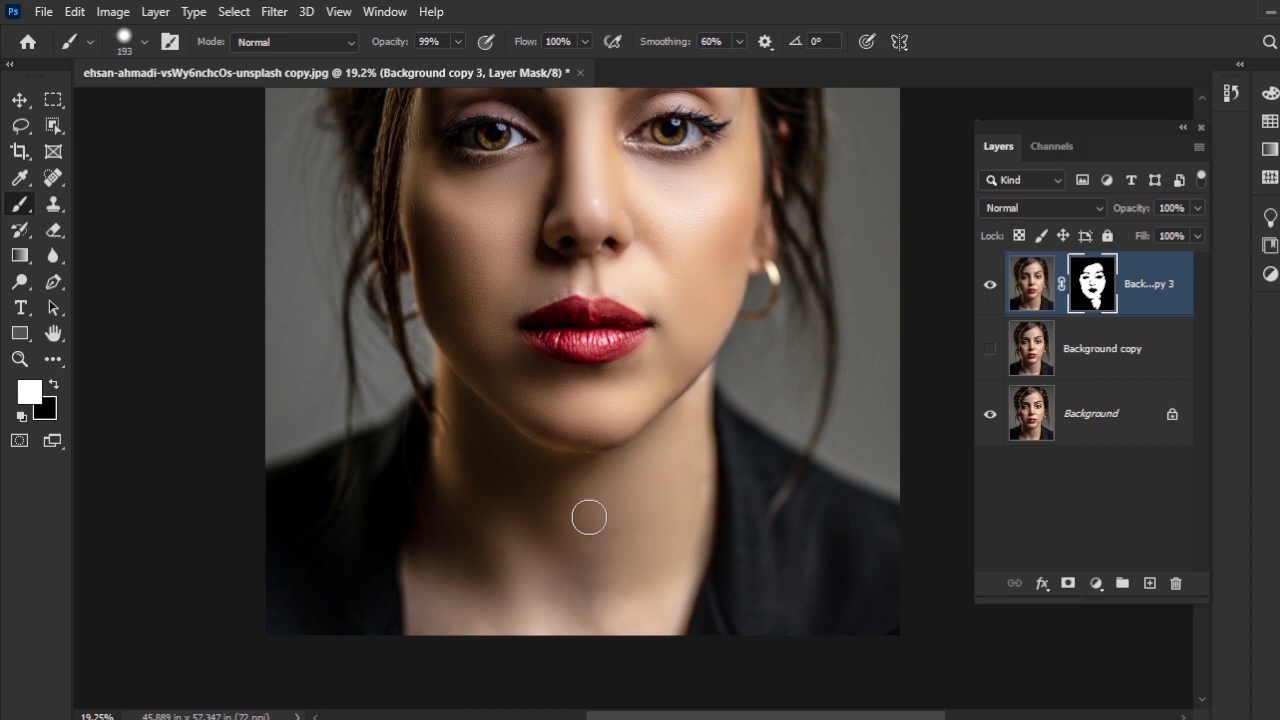 Ps File Edit Image Layer Type Select Filter 3D View Window Help
193 Mode: Normal Opacity: 99% Flow: 100% Smoothing: 60% 0°
ehsan-ahmadi-vsWy6nchcOs-unsplash copy.jpg @ 19.2% (Background copy 3, Layer Mask/8) *
Layers Channels
Kind
Normal Opacity: 100%
Lock: Fill: 100%
Back...py 3
Background copy
Background
19.25% 45.889 in x 57.347 in (72 ppi)